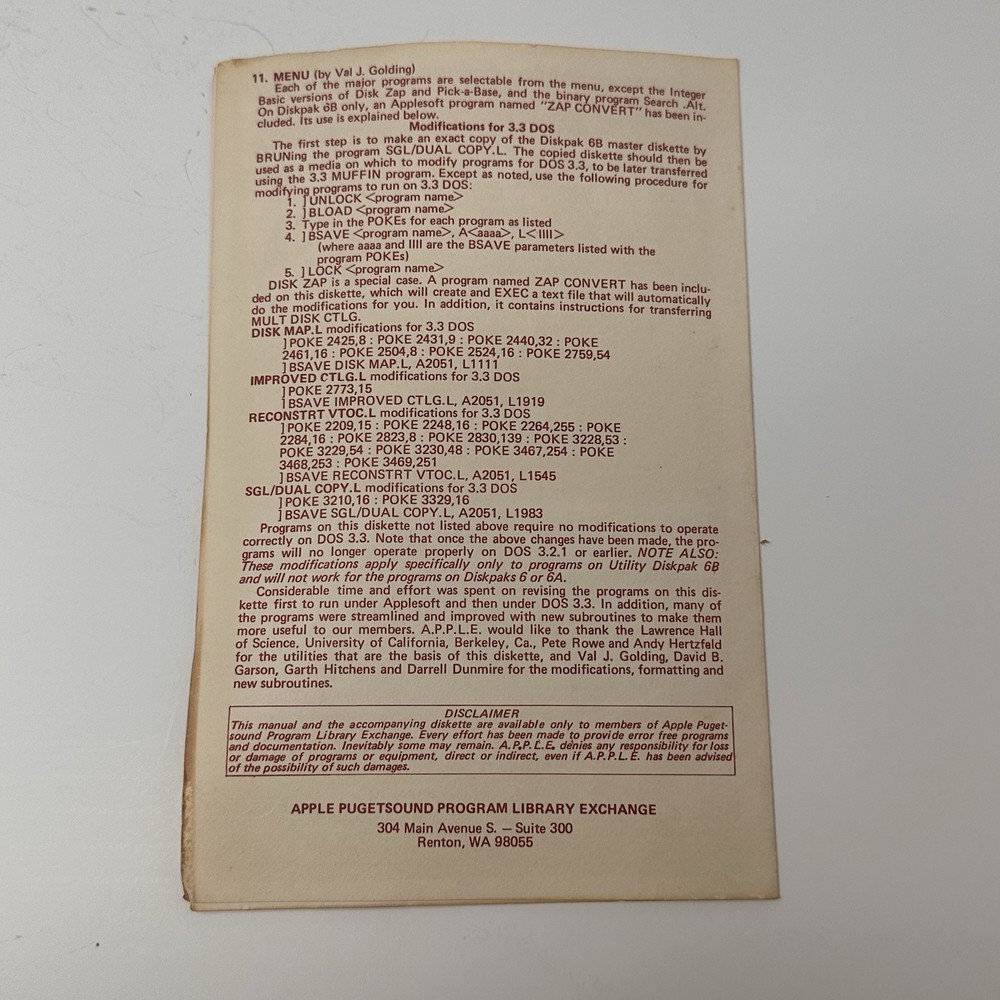 11. MENU (by Val J. Golding)
Each of the major programs are selectable from the menu, except the Integer
Basic versions of Disk Zap and Pick-a-Base, and the binary program Search .Alt.
On Diskpak 6B only, an Applesoft program named "ZAP CONVERT" has been in-
cluded. Its use is explained below.
Modifications for 3.3 DOS
The first step is to make an exact copy of the Diskpak 6B master diskette by
BRUNing the program SGL/DUAL COPY.L. The copied diskette should then be
used as a media on which to modify programs for DOS 3.3, to be later transferred
using the 3.3 MUFFIN program. Except as noted, use the following procedure for
modifying programs to run on 3.3 DOS:
1. ]UNLOCK <program name>
2. ]BLOAD <program name>
3. Type in the POKEs for each program as listed
4. ]BSAVE <program name>, A<aaaa>, L<llll>
(where aaaa and llll are the BSAVE parameters listed with the
program POKEs)
5. ]LOCK <program name>
DISK ZAP is a special case. A program named ZAP CONVERT has been inclu-
ded on this diskette, which will create and EXEC a text file that will automatically
do the modifications for you. In addition, it contains instructions for transferring
MULT DISK CTLG.
DISK MAP.L modifications for 3.3 DOS
]POKE 2425,8 : POKE 2431,9 : POKE 2440,32 : POKE
2461,16 : POKE 2504,8 : POKE 2524,16 : POKE 2759,54
]BSAVE DISK MAP.L, A2051, L1111
IMPROVED CTLG.L modifications for 3.3 DOS
]POKE 2773,15
]BSAVE IMPROVED CTLG.L, A2051, L1919
RECONSTRT VTOC.L modifications for 3.3 DOS
]POKE 2209,15 : POKE 2248,16 : POKE 2264,255 : POKE
2284,16 : POKE 2823,8 : POKE 2830,139 : POKE 3228,53 :
POKE 3229,54 : POKE 3230,48 : POKE 3467,254 : POKE
3468,253 : POKE 3469,251
]BSAVE RECONSTRT VTOC.L, A2051, L1545
SGL/DUAL COPY.L modifications for 3.3 DOS
]POKE 3210,16 : POKE 3329,16
]BSAVE SGL/DUAL COPY.L, A2051, L1983
Programs on this diskette not listed above require no modifications to operate
correctly on DOS 3.3. Note that once the above changes have been made, the pro-
grams will no longer operate properly on DOS 3.2.1 or earlier. NOTE ALSO:
These modifications apply specifically only to programs on Utility Diskpak 6B
and will not work for the programs on Diskpaks 6 or 6A.
Considerable time and effort was spent on revising the programs on this dis-
kette first to run under Applesoft and then under DOS 3.3. In addition, many of
the programs were streamlined and improved with new subroutines to make them
more useful to our members. A.P.P.L.E. would like to thank the Lawrence Hall
of Science, University of California, Berkeley, Ca., Pete Rowe and Andy Hertzfeld
for the utilities that are the basis of this diskette, and Val J. Golding, David B.
Garson, Garth Hitchens and Darrell Dunmire for the modifications, formatting and
new subroutines.
DISCLAIMER
This manual and the accompanying diskette are available only to members of Apple Puget-
sound Program Library Exchange. Every effort has been made to provide error free programs
and documentation. Inevitably some may remain. A.P.P.L.E. denies any responsibility for loss
or damage of programs or equipment, direct or indirect, even if A.P.P.L.E. has been advised
of the possibility of such damages.
APPLE PUGETSOUND PROGRAM LIBRARY EXCHANGE
304 Main Avenue S. — Suite 300
Renton, WA 98055